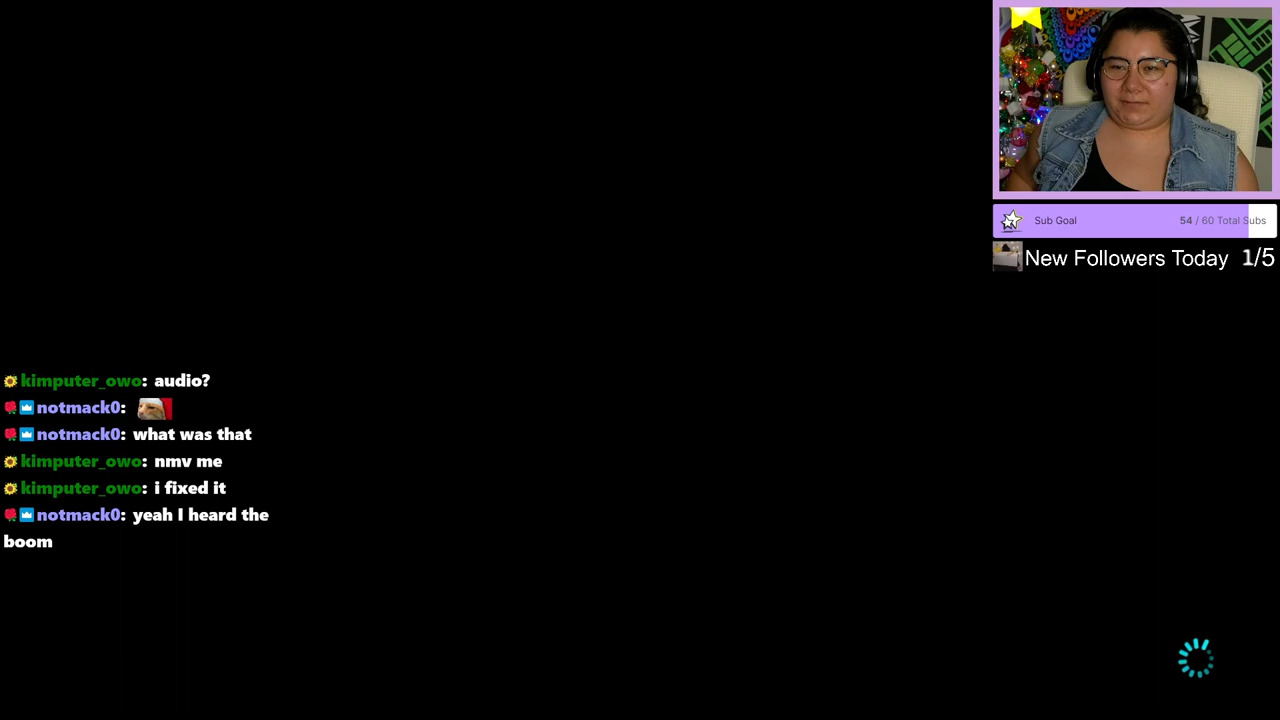 Sub Goal 54 / 60 Total Subs
New Followers Today 1/5
kimputer_owo: audio?
notmack0:
notmack0: what was that
kimputer_owo: nmv me
kimputer_owo: i fixed it
notmack0: yeah I heard the
boom